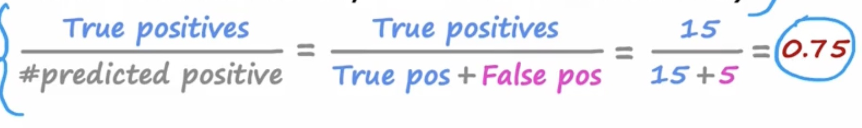 True positives / #predicted positive = True positives / True pos + False pos = 15 / 15 + 5 = 0.75